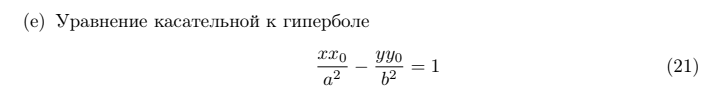 (e) Уравнение касательной к гиперболе
xx₀/a² − yy₀/b² = 1 (21)